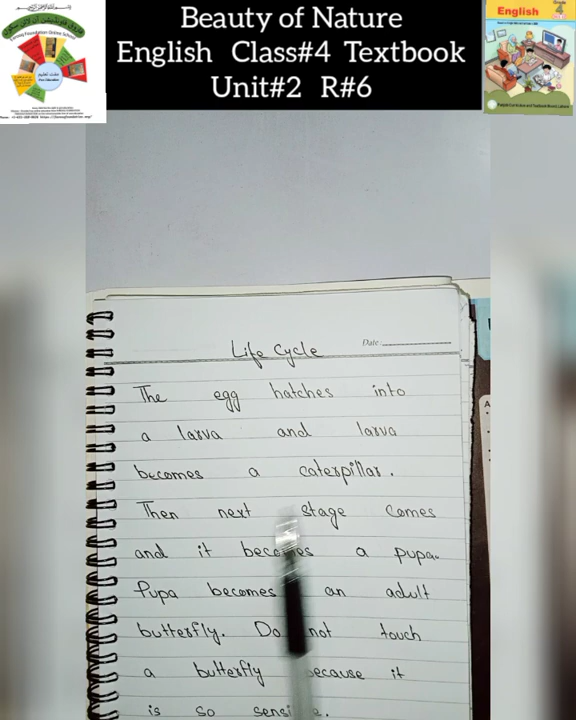 Beauty of Nature
English Class#4 Textbook
Unit#2 R#6
English
4
Life Cycle
Date:
The egg hatches into
a larva and larva
becomes a caterpillar.
Then next stage comes
and it becomes a pupa.
Pupa becomes an adult
butterfly. Do not touch
a butterfly because it
is so sensitive.